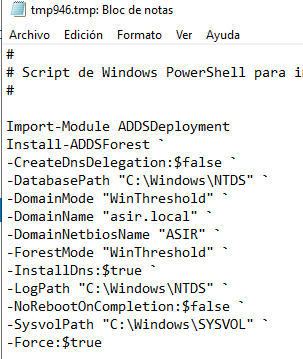 tmp946.tmp: Bloc de notas
Archivo Edición Formato Ver Ayuda
#
# Script de Windows PowerShell para
#
Import-Module ADDSDeployment
Install-ADDSForest `
-CreateDnsDelegation:$false `
-DatabasePath "C:\Windows\NTDS" `
-DomainMode "WinThreshold" `
-DomainName "asir.local" `
-DomainNetbiosName "ASIR" `
-ForestMode "WinThreshold" `
-InstallDns:$true `
-LogPath "C:\Windows\NTDS" `
-NoRebootOnCompletion:$false `
-SysvolPath "C:\Windows\SYSVOL" `
-Force:$true